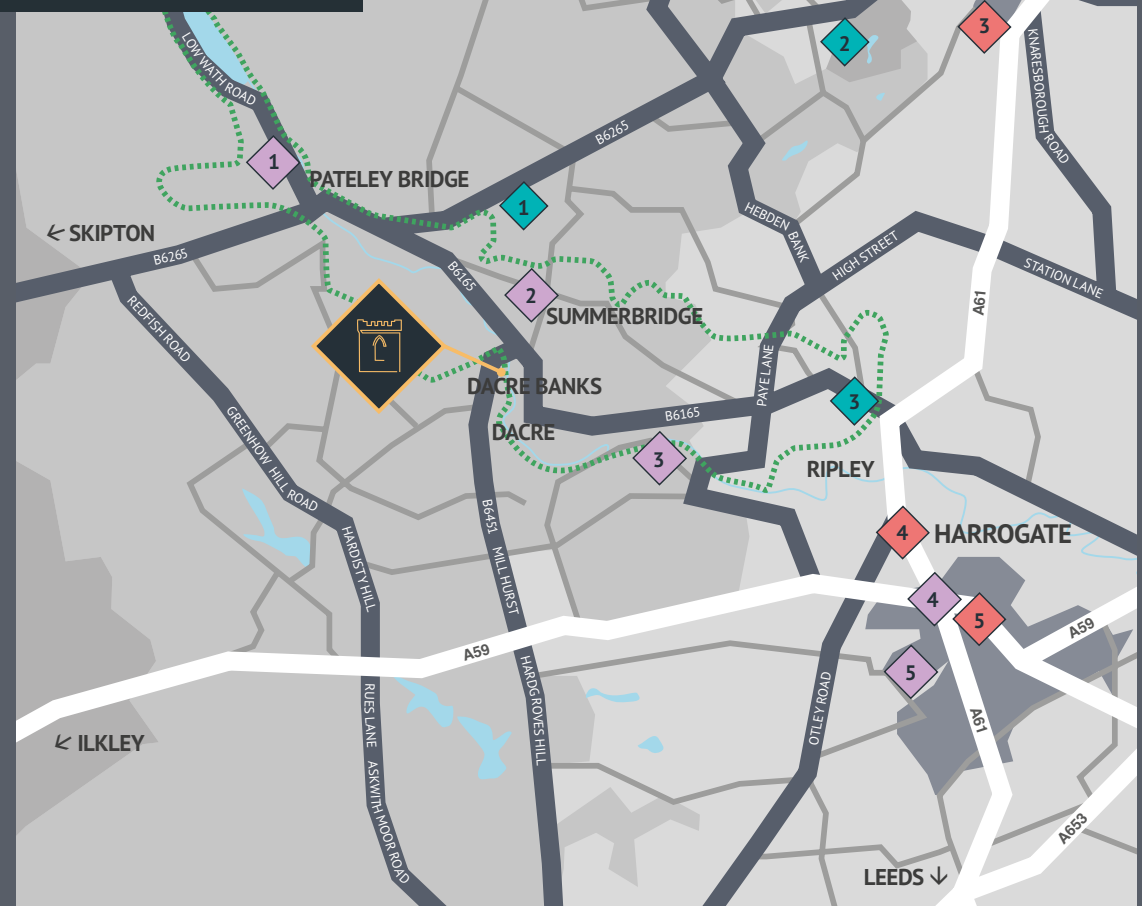 3
2
LOW WATH ROAD
KNARESBOROUGH ROAD
B6265
1
PATELEY BRIDGE
1
← SKIPTON
B6265
HEBDEN BANK
HIGH STREET
STATION LANE
B6165
2
SUMMERBRIDGE
A61
REDFISH ROAD
PAYE LANE
DACRE BANKS
3
B6165
DACRE
GREENHOW HILL ROAD
3
RIPLEY
B6451
MILL HURST
HARDISTY HILL
4
HARROGATE
4
5
A59
A59
5
HARDGROVES HILL
RUES LANE
OTLEY ROAD
A61
← ILKLEY
ASKWITH MOOR ROAD
A653
LEEDS ↓